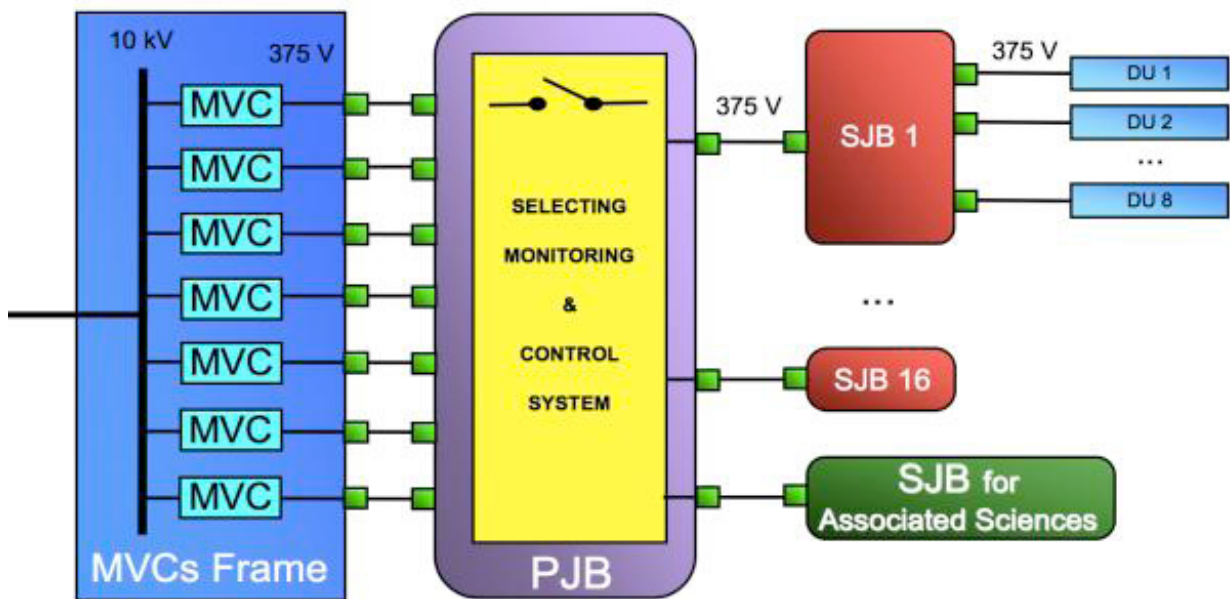 10 kV
375 V
MVC
MVC
MVC
MVC
MVC
MVC
MVC
MVCs Frame
SELECTING
MONITORING
&
CONTROL
SYSTEM
PJB
375 V
SJB 1
375 V
DU 1
DU 2
...
DU 8
...
SJB 16
SJB for
Associated Sciences